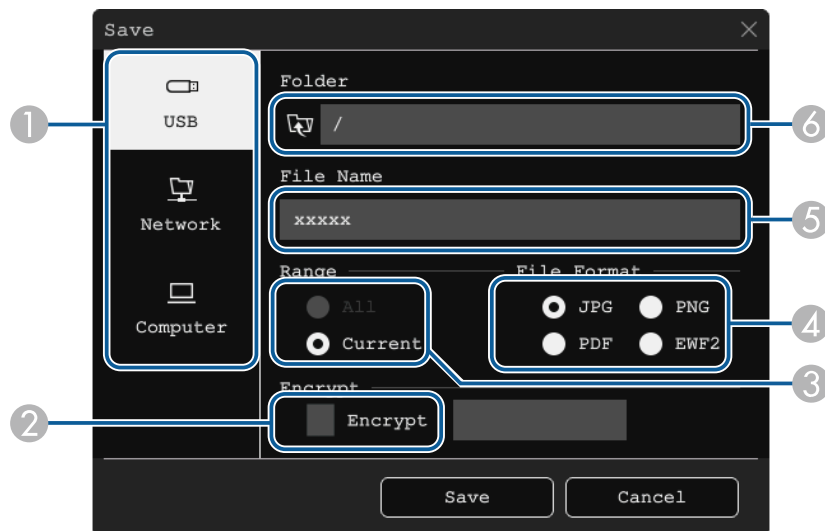 Save
USB
Network
Computer
Folder
/
File Name
xxxxx
Range
All
Current
File Format
JPG PNG
PDF EWF2
Encrypt
Encrypt
Save Cancel
1
2
3
4
5
6